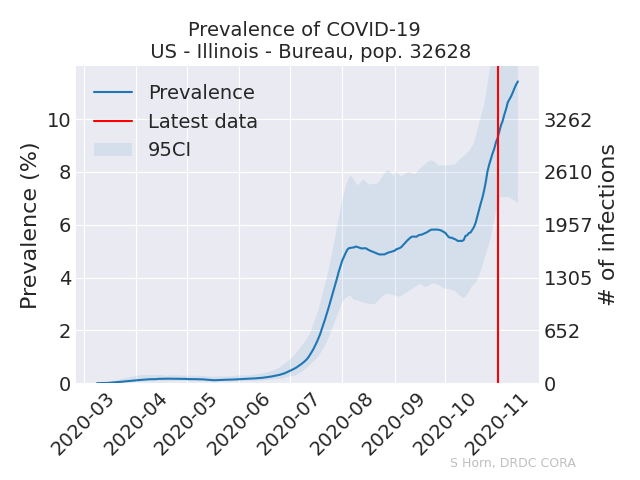 Prevalence of COVID-19
US - Illinois - Bureau, pop. 32628
Prevalence
Latest data
95CI
Prevalence (%)
10
8
6
4
2
0
3262
2610
1957
1305
652
0
# of infections
2020-03
2020-04
2020-05
2020-06
2020-07
2020-08
2020-09
2020-10
2020-11
S Horn, DRDC CORA